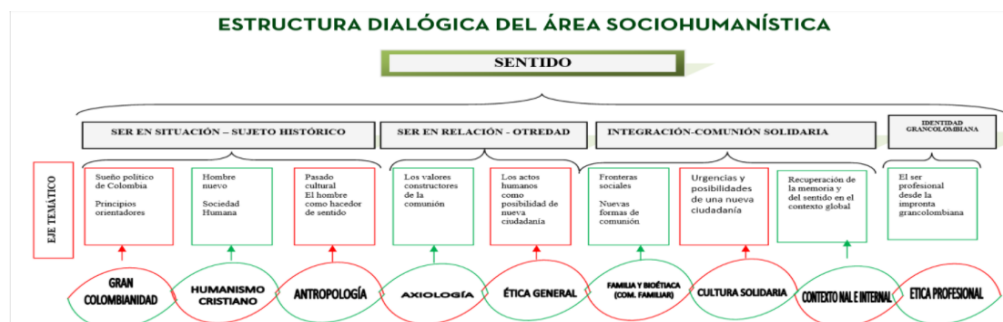 ESTRUCTURA DIALÓGICA DEL ÁREA SOCIOHUMANÍSTICA
SENTIDO
SER EN SITUACIÓN – SUJETO HISTÓRICO
SER EN RELACIÓN - OTREDAD
INTEGRACIÓN-COMUNIÓN SOLIDARIA
IDENTIDAD
GRANCOLOMBIANA
EJE TEMÁTICO
Sueño político
de Colombia
Principios
orientadores
Hombre
nuevo
Sociedad
Humana
Pasado
cultural
El hombre
como hacedor
de sentido
Los valores
constructores
de la
comunión
Los actos
humanos
como
posibilidad de
nueva
ciudadanía
Fronteras
sociales
Nuevas
formas de
comunión
Urgencias y
posibilidades
de una nueva
ciudadanía
Recuperación de
la memoria y
del sentido en el
contexto global
El ser
profesional
desde la
impronta
grancolombiana
GRAN
COLOMBIANIDAD
HUMANISMO
CRISTIANO
ANTROPOLOGÍA
AXIOLOGÍA
ÉTICA GENERAL
FAMILIA Y BIOÉTIACA
(COM. FAMILIAR)
CULTURA SOLIDARIA
CONTEXTO NAL E INTERNAL
ETICA PROFESIONAL